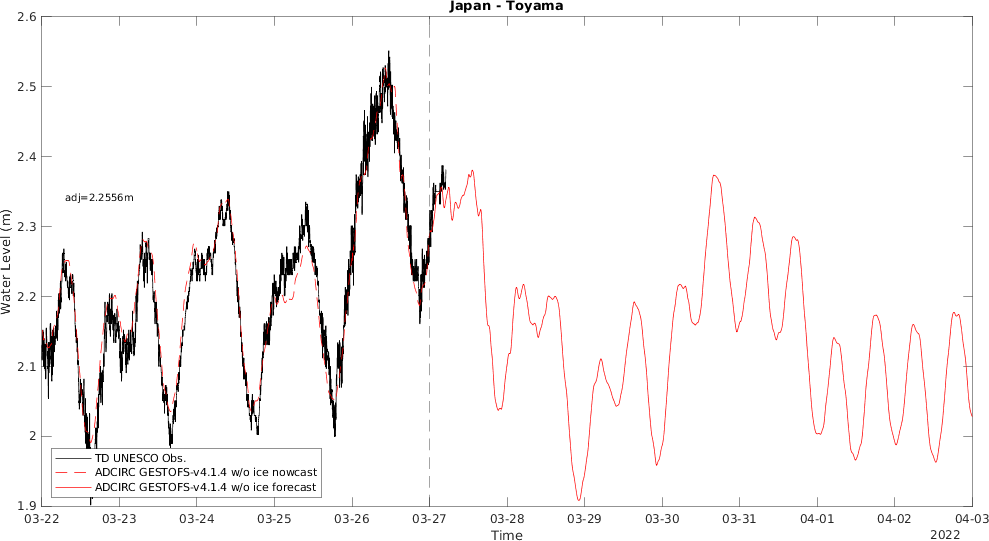 Japan - Toyama
2.6
2.5
2.4
2.3
2.2
2.1
2
1.9
Water Level (m)
adj=2.2556m
TD UNESCO Obs.
ADCIRC GESTOFS-v4.1.4 w/o ice nowcast
ADCIRC GESTOFS-v4.1.4 w/o ice forecast
03-22 03-23 03-24 03-25 03-26 03-27 03-28 03-29 03-30 03-31 04-01 04-02 04-03
Time
2022